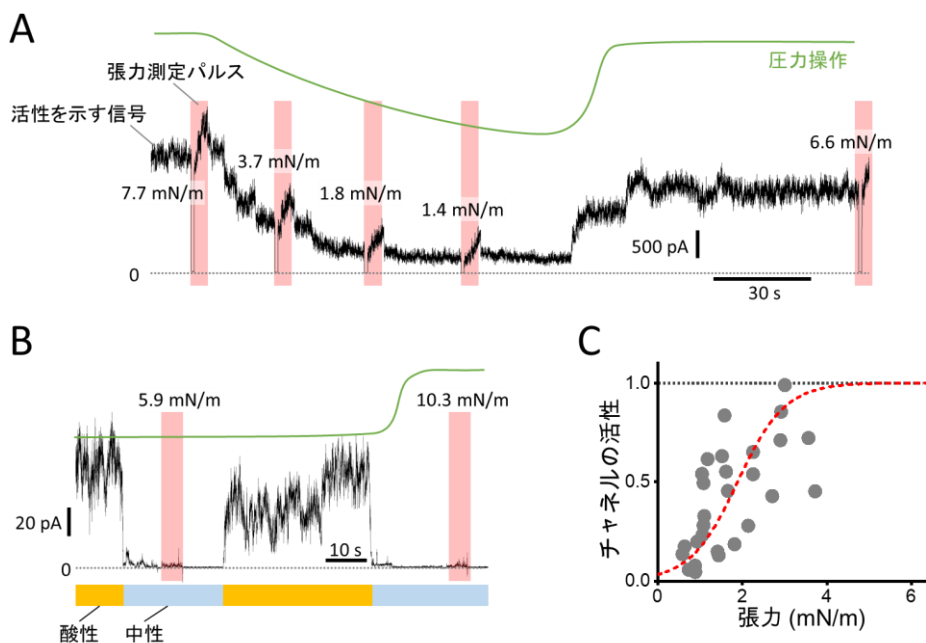 A
張力測定パルス
圧力操作
活性を示す信号
7.7 mN/m
3.7 mN/m
1.8 mN/m
1.4 mN/m
6.6 mN/m
500 pA
0
30 s
B
5.9 mN/m
10.3 mN/m
20 pA
10 s
0
酸性
中性
C
チャネルの活性
1.0
0.5
0.0
0
2
4
6
張力 (mN/m)